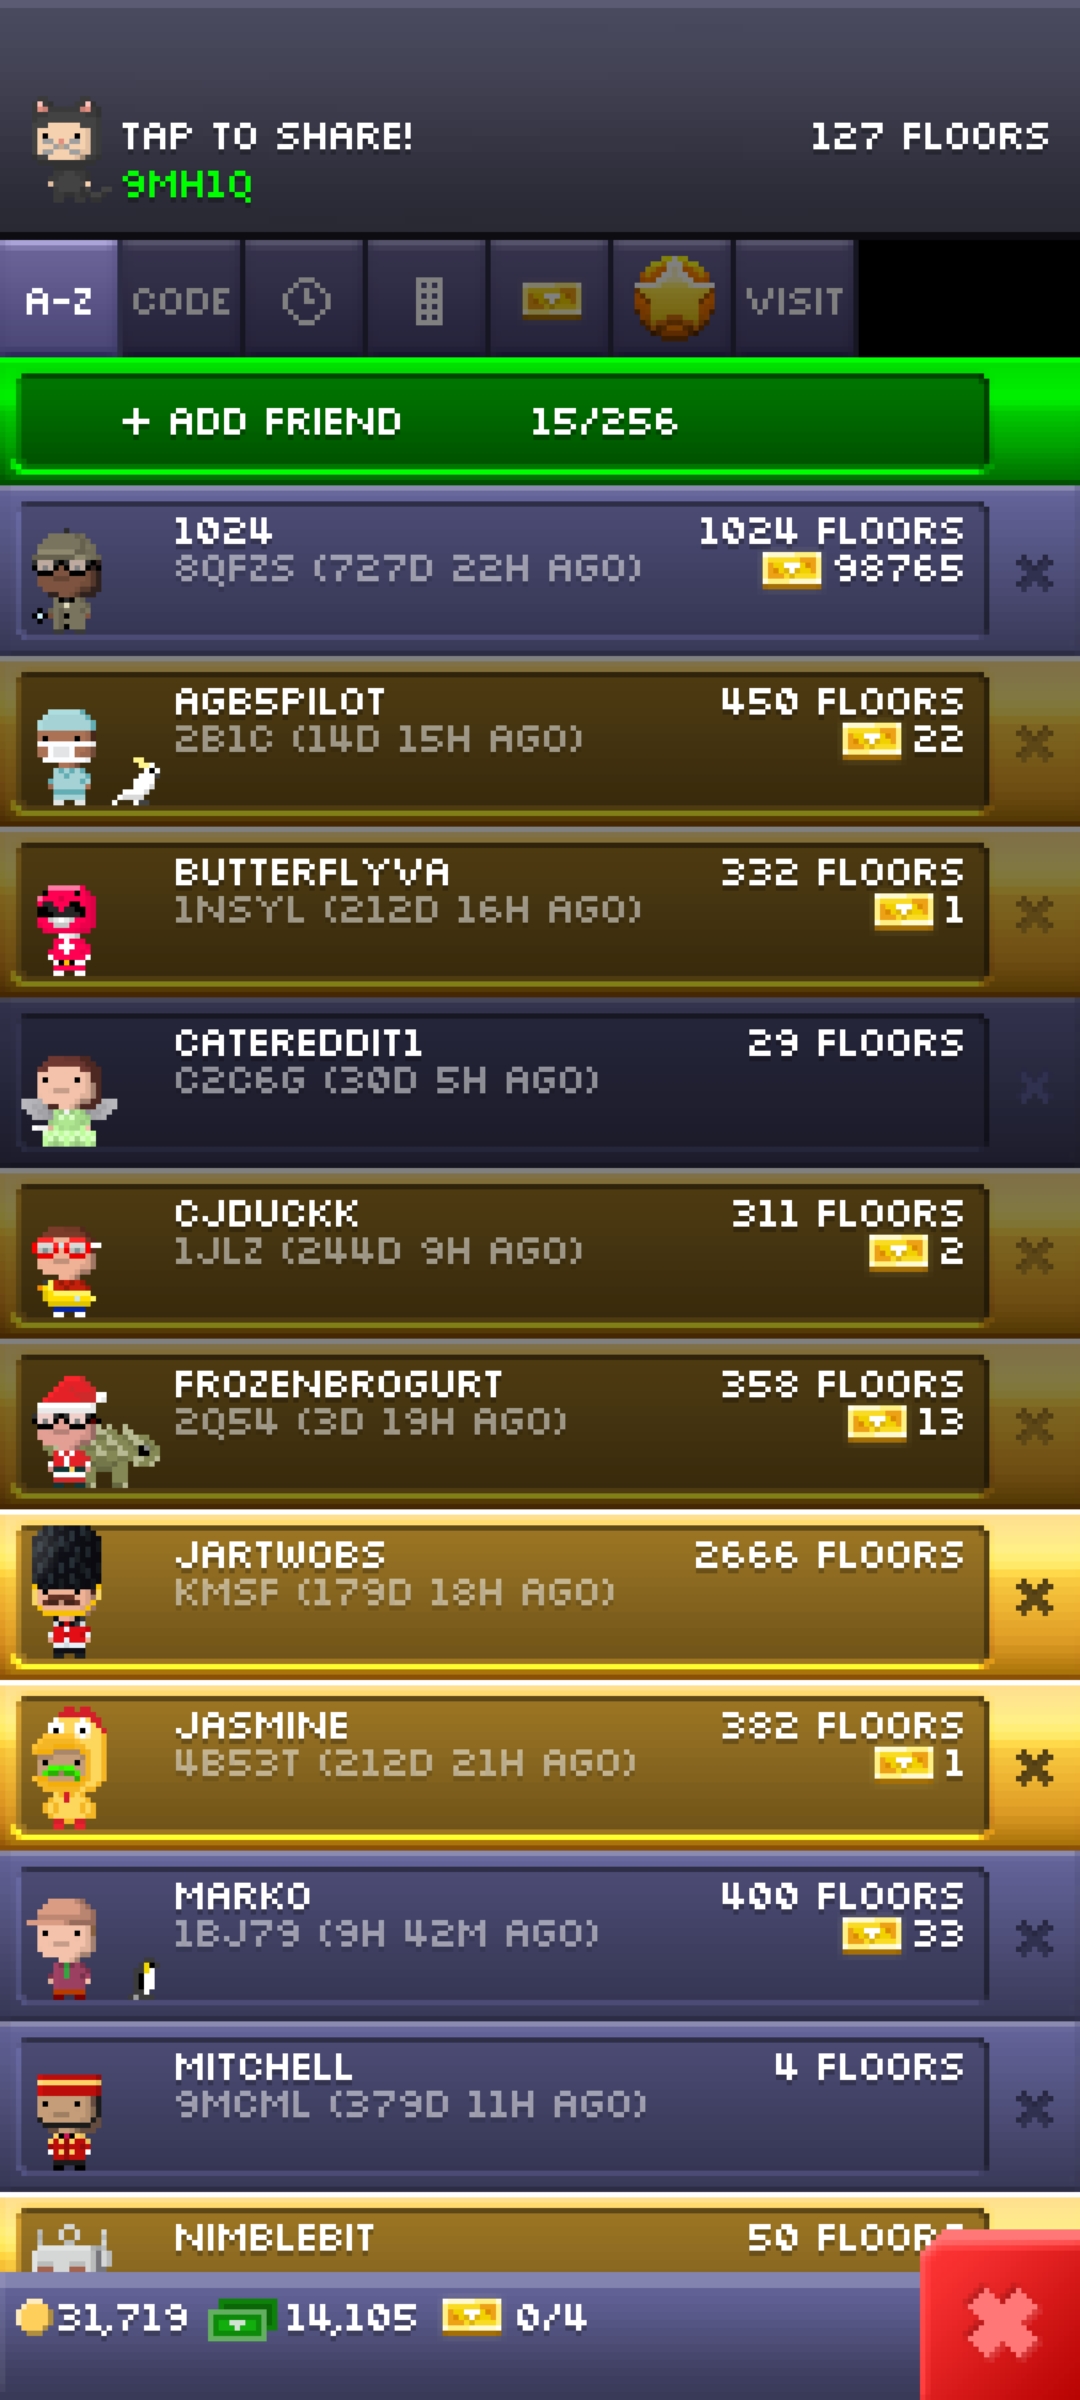 TAP TO SHARE!
127 FLOORS
9MH1Q
A-Z CODE VISIT
+ ADD FRIEND 15/256
1024 1024 FLOORS
8QFZS (727D 22H AGO) 98765
AGB5PILOT 450 FLOORS
2B1C (14D 15H AGO) 22
BUTTERFLYVA 332 FLOORS
1NSYL (212D 16H AGO) 1
CATEREDDIT1 29 FLOORS
C2C6G (30D 5H AGO)
CJDUCKK 311 FLOORS
1JLZ (244D 9H AGO) 2
FROZENBROGURT 358 FLOORS
2Q54 (3D 19H AGO) 13
JARTWOBS 2666 FLOORS
KMSF (179D 18H AGO)
JASMINE 382 FLOORS
4B53T (212D 21H AGO) 1
MARKO 400 FLOORS
1BJ79 (9H 42M AGO) 33
MITCHELL 4 FLOORS
9MCML (379D 11H AGO)
NIMBLEBIT 50 FLOORS
31,719 14,105 0/4